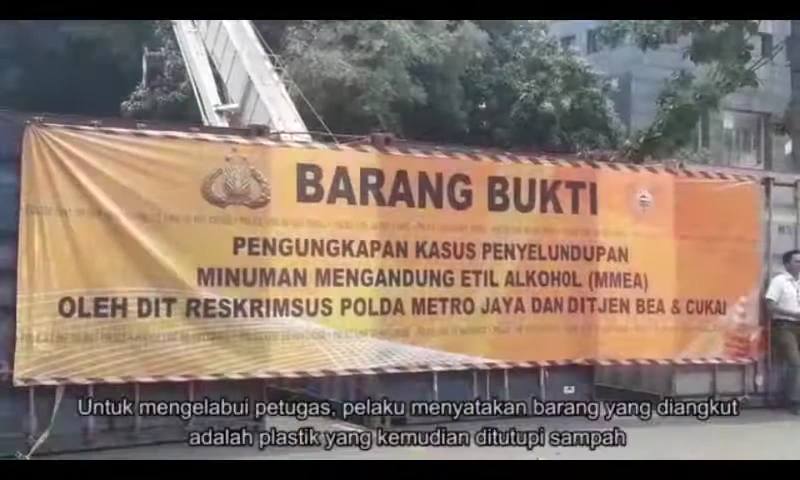 BARANG BUKTI
PENGUNGKAPAN KASUS PENYELUNDUPAN
MINUMAN MENGANDUNG ETIL ALKOHOL (MMEA)
OLEH DIT RESKRIMSUS POLDA METRO JAYA DAN DITJEN BEA & CUKAI
Untuk mengelabui petugas, pelaku menyatakan barang yang diangkut
adalah plastik yang kemudian ditutupi sampah